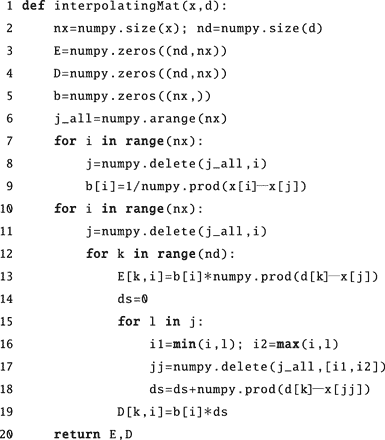 1 def interpolatingMat(x,d):
2 nx=numpy.size(x); nd=numpy.size(d)
3 E=numpy.zeros((nd,nx))
4 D=numpy.zeros((nd,nx))
5 b=numpy.zeros((nx,))
6 j_all=numpy.arange(nx)
7 for i in range(nx):
8 j=numpy.delete(j_all,i)
9 b[i]=1/numpy.prod(x[i]—x[j])
10 for i in range(nx):
11 j=numpy.delete(j_all,i)
12 for k in range(nd):
13 E[k,i]=b[i]*numpy.prod(d[k]—x[j])
14 ds=0
15 for l in j:
16 i1=min(i,l); i2=max(i,l)
17 jj=numpy.delete(j_all,[i1,i2])
18 ds=ds+numpy.prod(d[k]—x[jj])
19 D[k,i]=b[i]*ds
20 return E,D